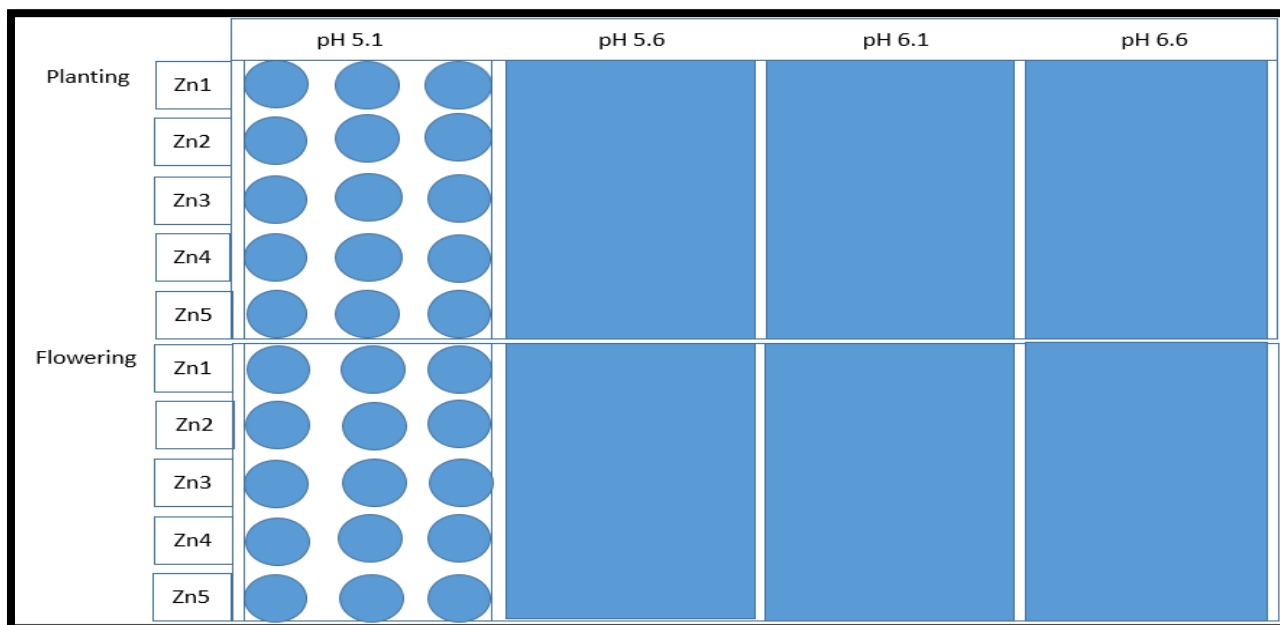 pH 5.1 pH 5.6 pH 6.1 pH 6.6
Planting Zn1
Zn2
Zn3
Zn4
Zn5
Flowering Zn1
Zn2
Zn3
Zn4
Zn5